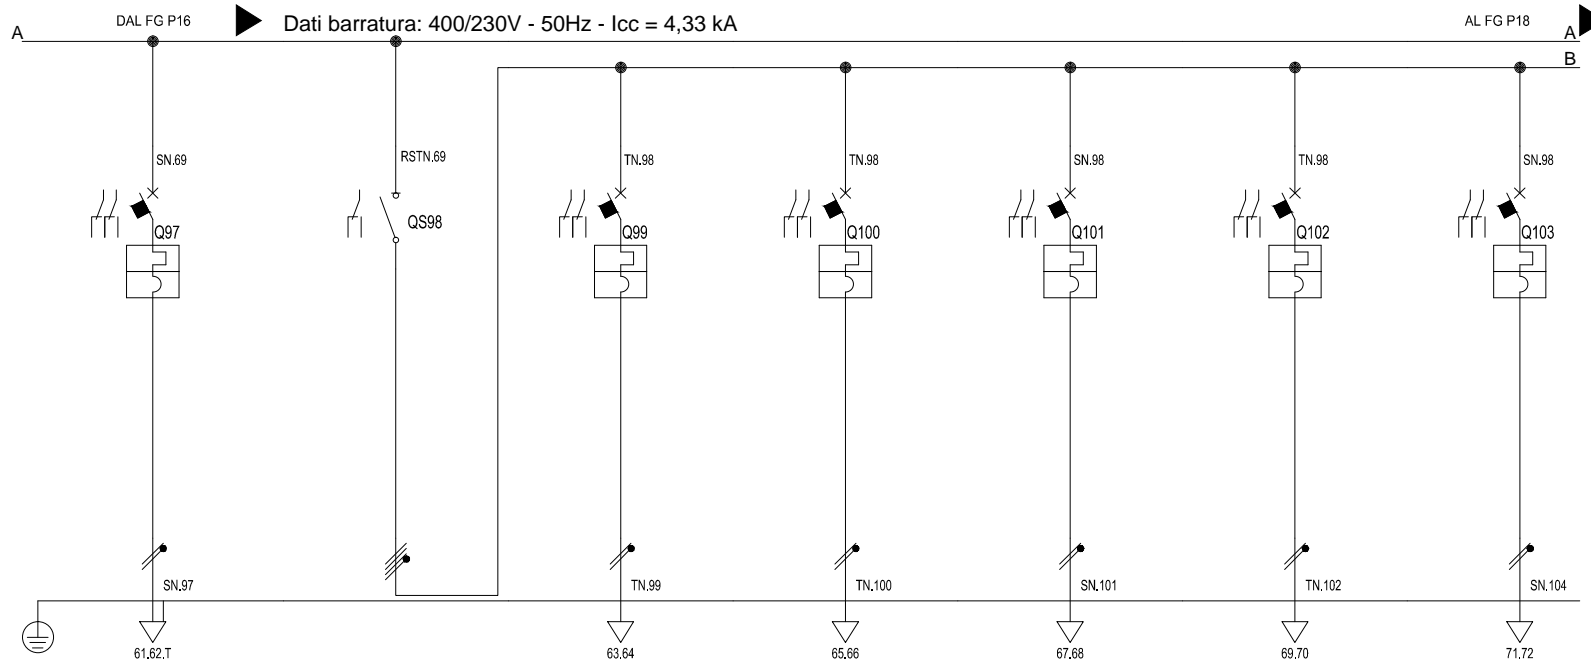 DAL FG P16
Dati barratura: 400/230V - 50Hz - Icc = 4,33 kA
AL FG P18
A
A
B
SN.69
RSTN.69
TN.98
TN.98
SN.98
TN.98
SN.98
Q97
QS98
Q99
Q100
Q101
Q102
Q103
SN.97
TN.99
TN.100
SN.101
TN.102
SN.104
61.62.T
63.64
65.66
67.68
69.70
71.72